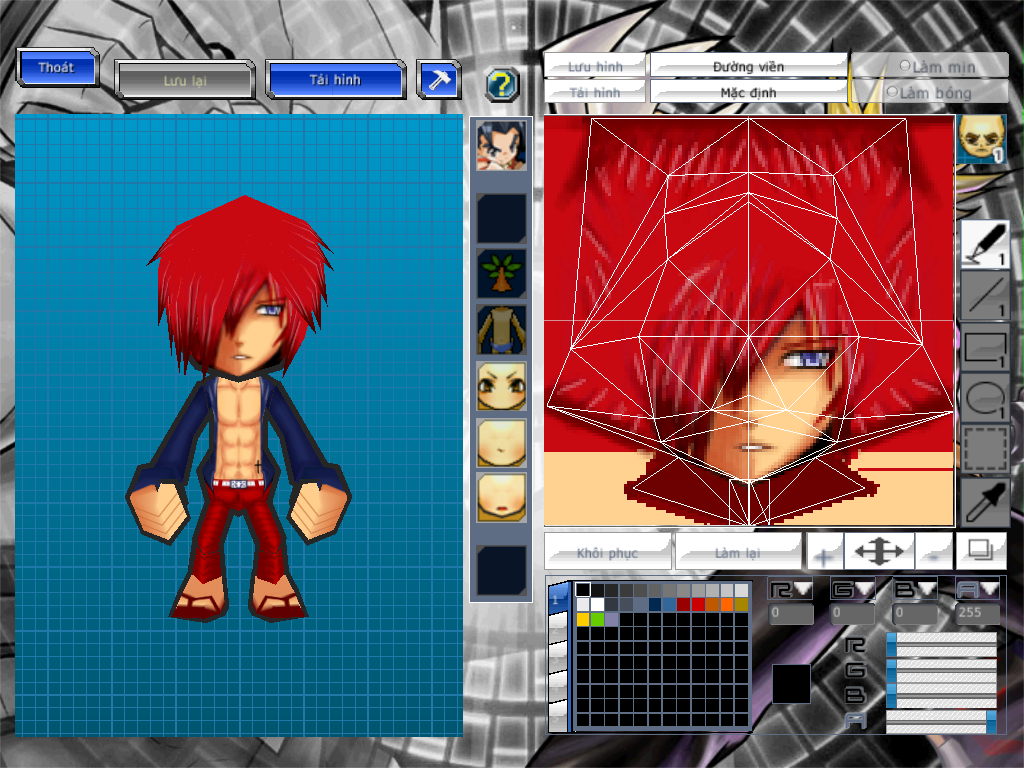 Thoát
Lưu lại
Tải hình
?
Lưu hình
Đường viền
Làm mịn
Tải hình
Mặc định
Làm bóng
1
1
1
1
1
Khôi phục
Làm lại
+
-
1
R
G
B
A
0
0
0
255
R
G
B
A